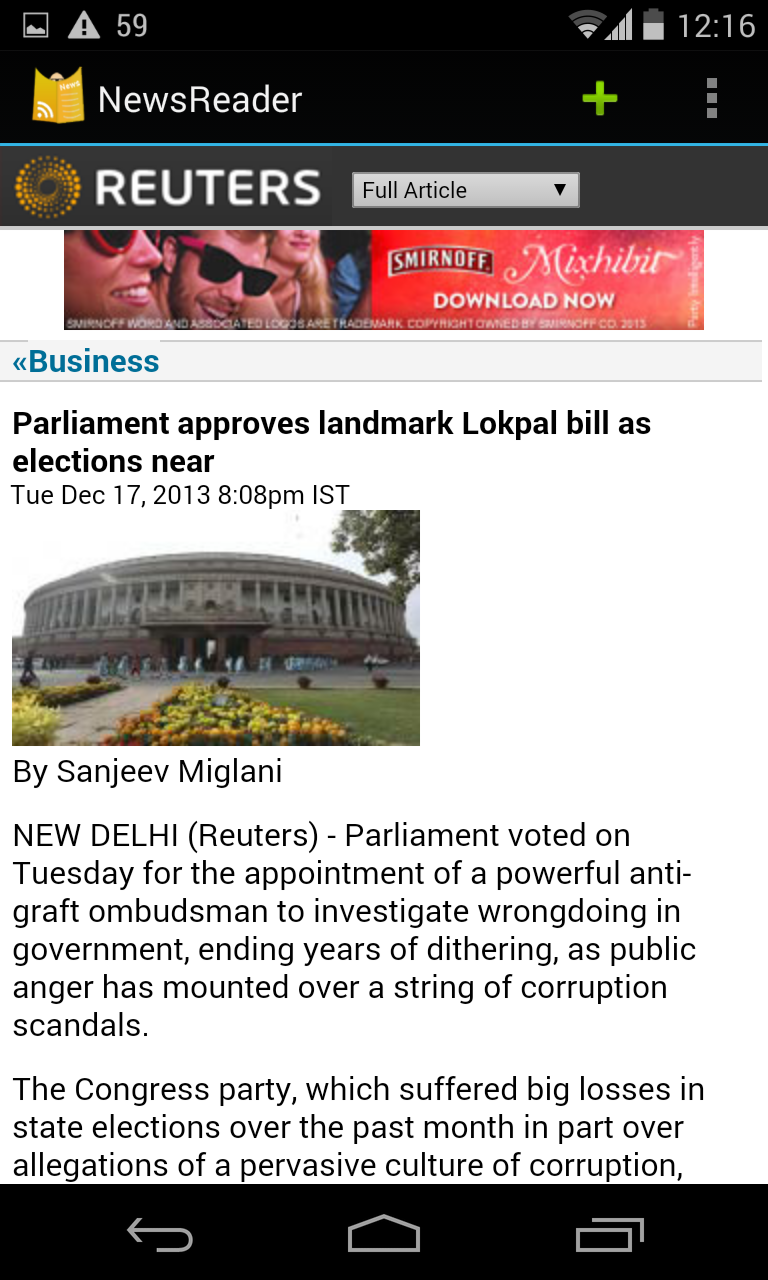 59
12:16
News
NewsReader
REUTERS
Full Article
SMIRNOFF
Mixhibit
DOWNLOAD NOW
Party Intelligently
SMIRNOFF WORD AND ASSOCIATED LOGOS ARE TRADEMARK. COPYRIGHT OWNED BY SMIRNOFF CO. 2013
«Business
Parliament approves landmark Lokpal bill as
elections near
Tue Dec 17, 2013 8:08pm IST
By Sanjeev Miglani
NEW DELHI (Reuters) - Parliament voted on
Tuesday for the appointment of a powerful anti-
graft ombudsman to investigate wrongdoing in
government, ending years of dithering, as public
anger has mounted over a string of corruption
scandals.
The Congress party, which suffered big losses in
state elections over the past month in part over
allegations of a pervasive culture of corruption,